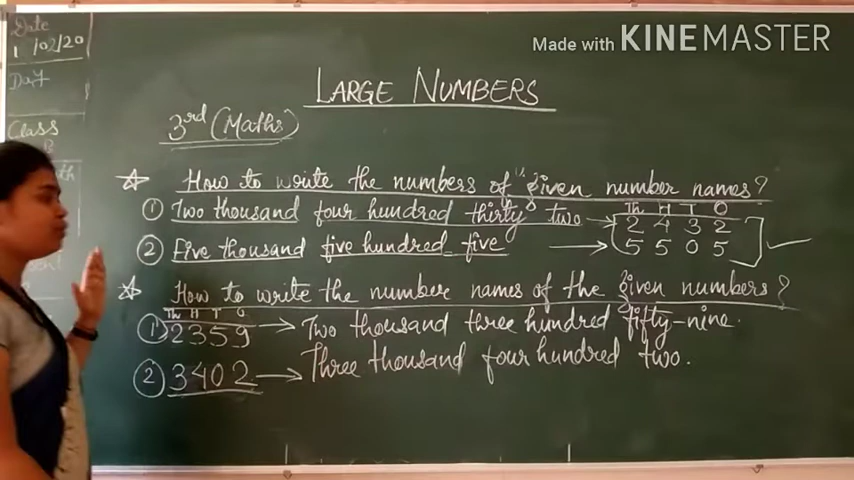 Made with KINEMASTER
Date
1/02/20
Day
Class
LARGE NUMBERS
3rd (Maths)
☆ How to write the numbers of given number names?
① Two thousand four hundred thirty two →
Th H T O
2 4 3 2
② Five thousand five hundred five → 5 5 0 5
☆ How to write the number names of the given numbers?
Th H T O
① 2359 → Two thousand three hundred fifty-nine.
② 3402 → Three thousand four hundred two.